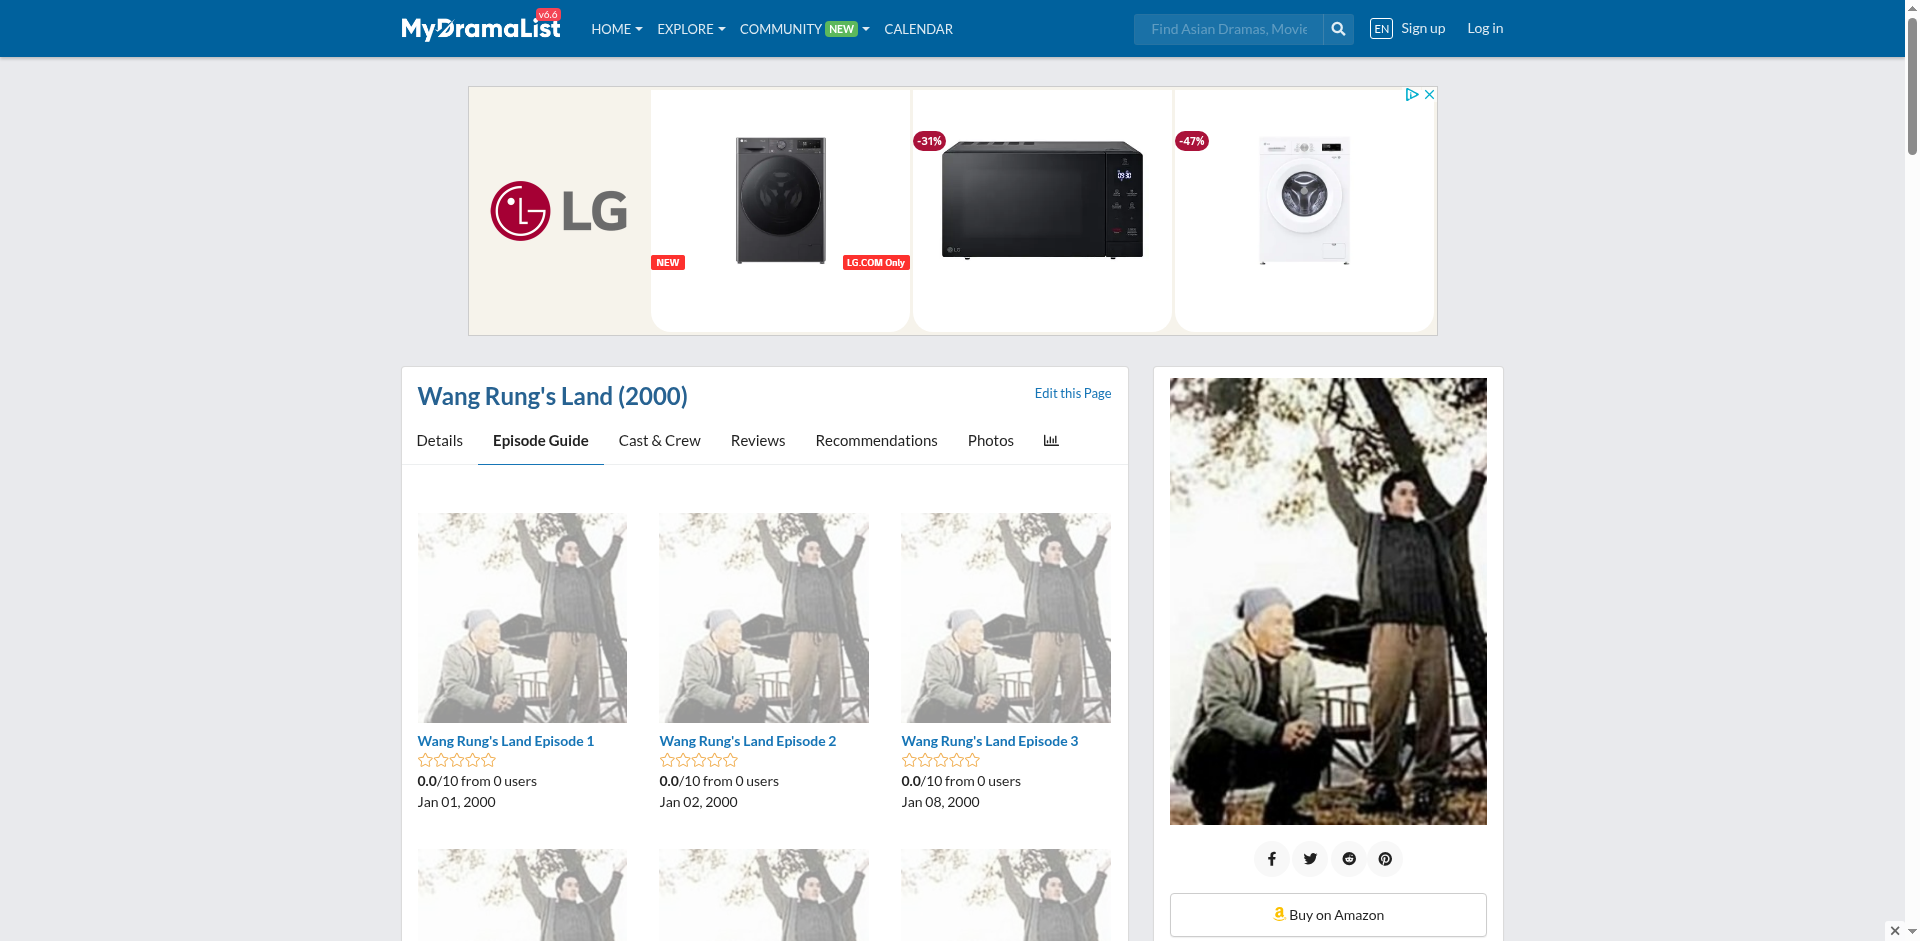 MyDramaList
v6.6
HOME
EXPLORE
COMMUNITY NEW
CALENDAR
Find Asian Dramas, Movie
EN
Sign up
Log in
LG
NEW
LG.COM Only
-31%
-47%
Wang Rung's Land (2000)
Edit this Page
Details
Episode Guide
Cast & Crew
Reviews
Recommendations
Photos
Wang Rung's Land Episode 1
0.0/10 from 0 users
Jan 01, 2000
Wang Rung's Land Episode 2
0.0/10 from 0 users
Jan 02, 2000
Wang Rung's Land Episode 3
0.0/10 from 0 users
Jan 08, 2000
Buy on Amazon